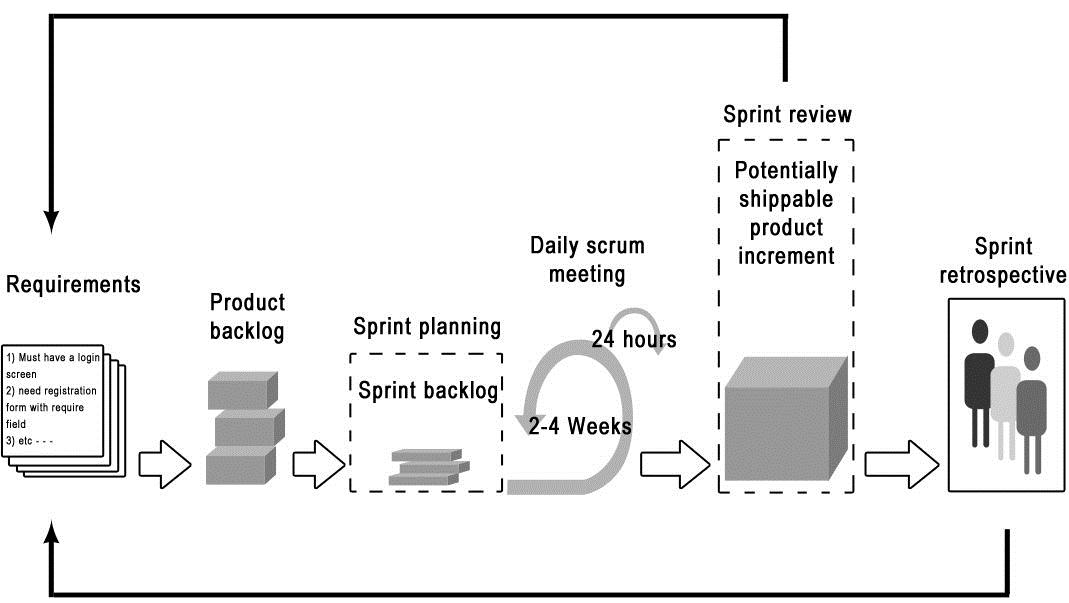 Sprint review
Potentially
shippable
product
increment
Daily scrum
meeting
Sprint
retrospective
Requirements
Product
backlog
Sprint planning
24 hours
1) Must have a login
screen
2) need registration
form with require
field
3) etc - - -
Sprint backlog
2-4 Weeks